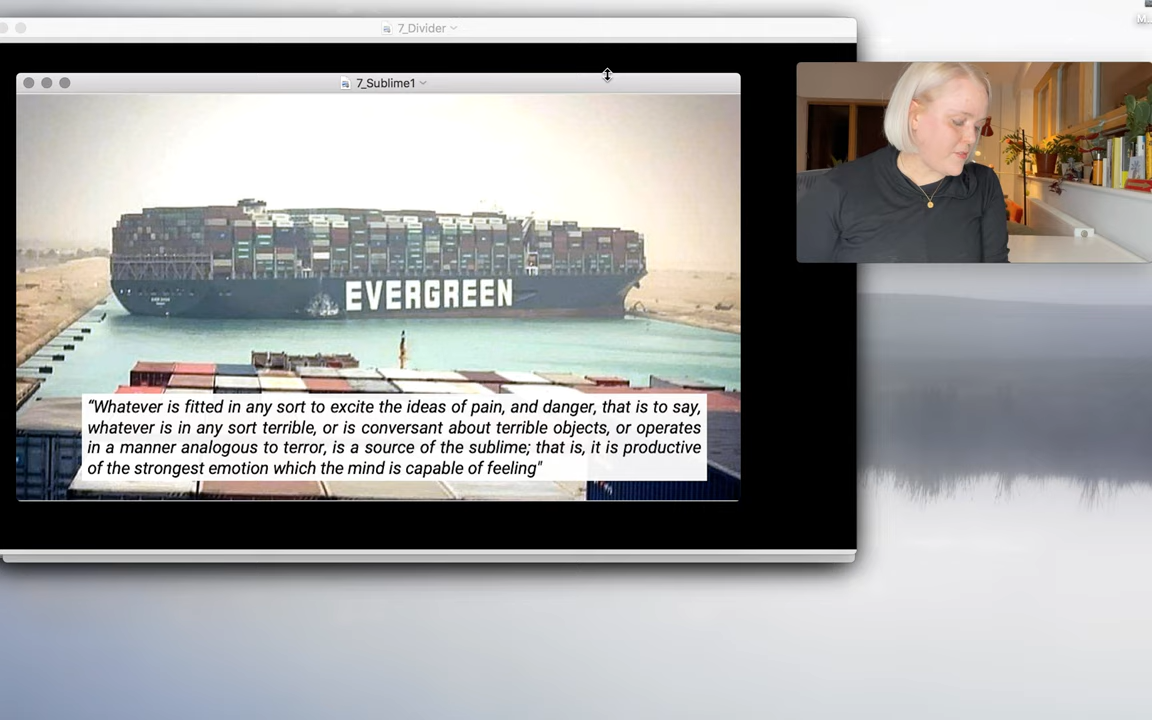 7_Divider
M...
7_Sublime1
EVERGREEN
“Whatever is fitted in any sort to excite the ideas of pain, and danger, that is to say,
whatever is in any sort terrible, or is conversant about terrible objects, or operates
in a manner analogous to terror, is a source of the sublime; that is, it is productive
of the strongest emotion which the mind is capable of feeling"